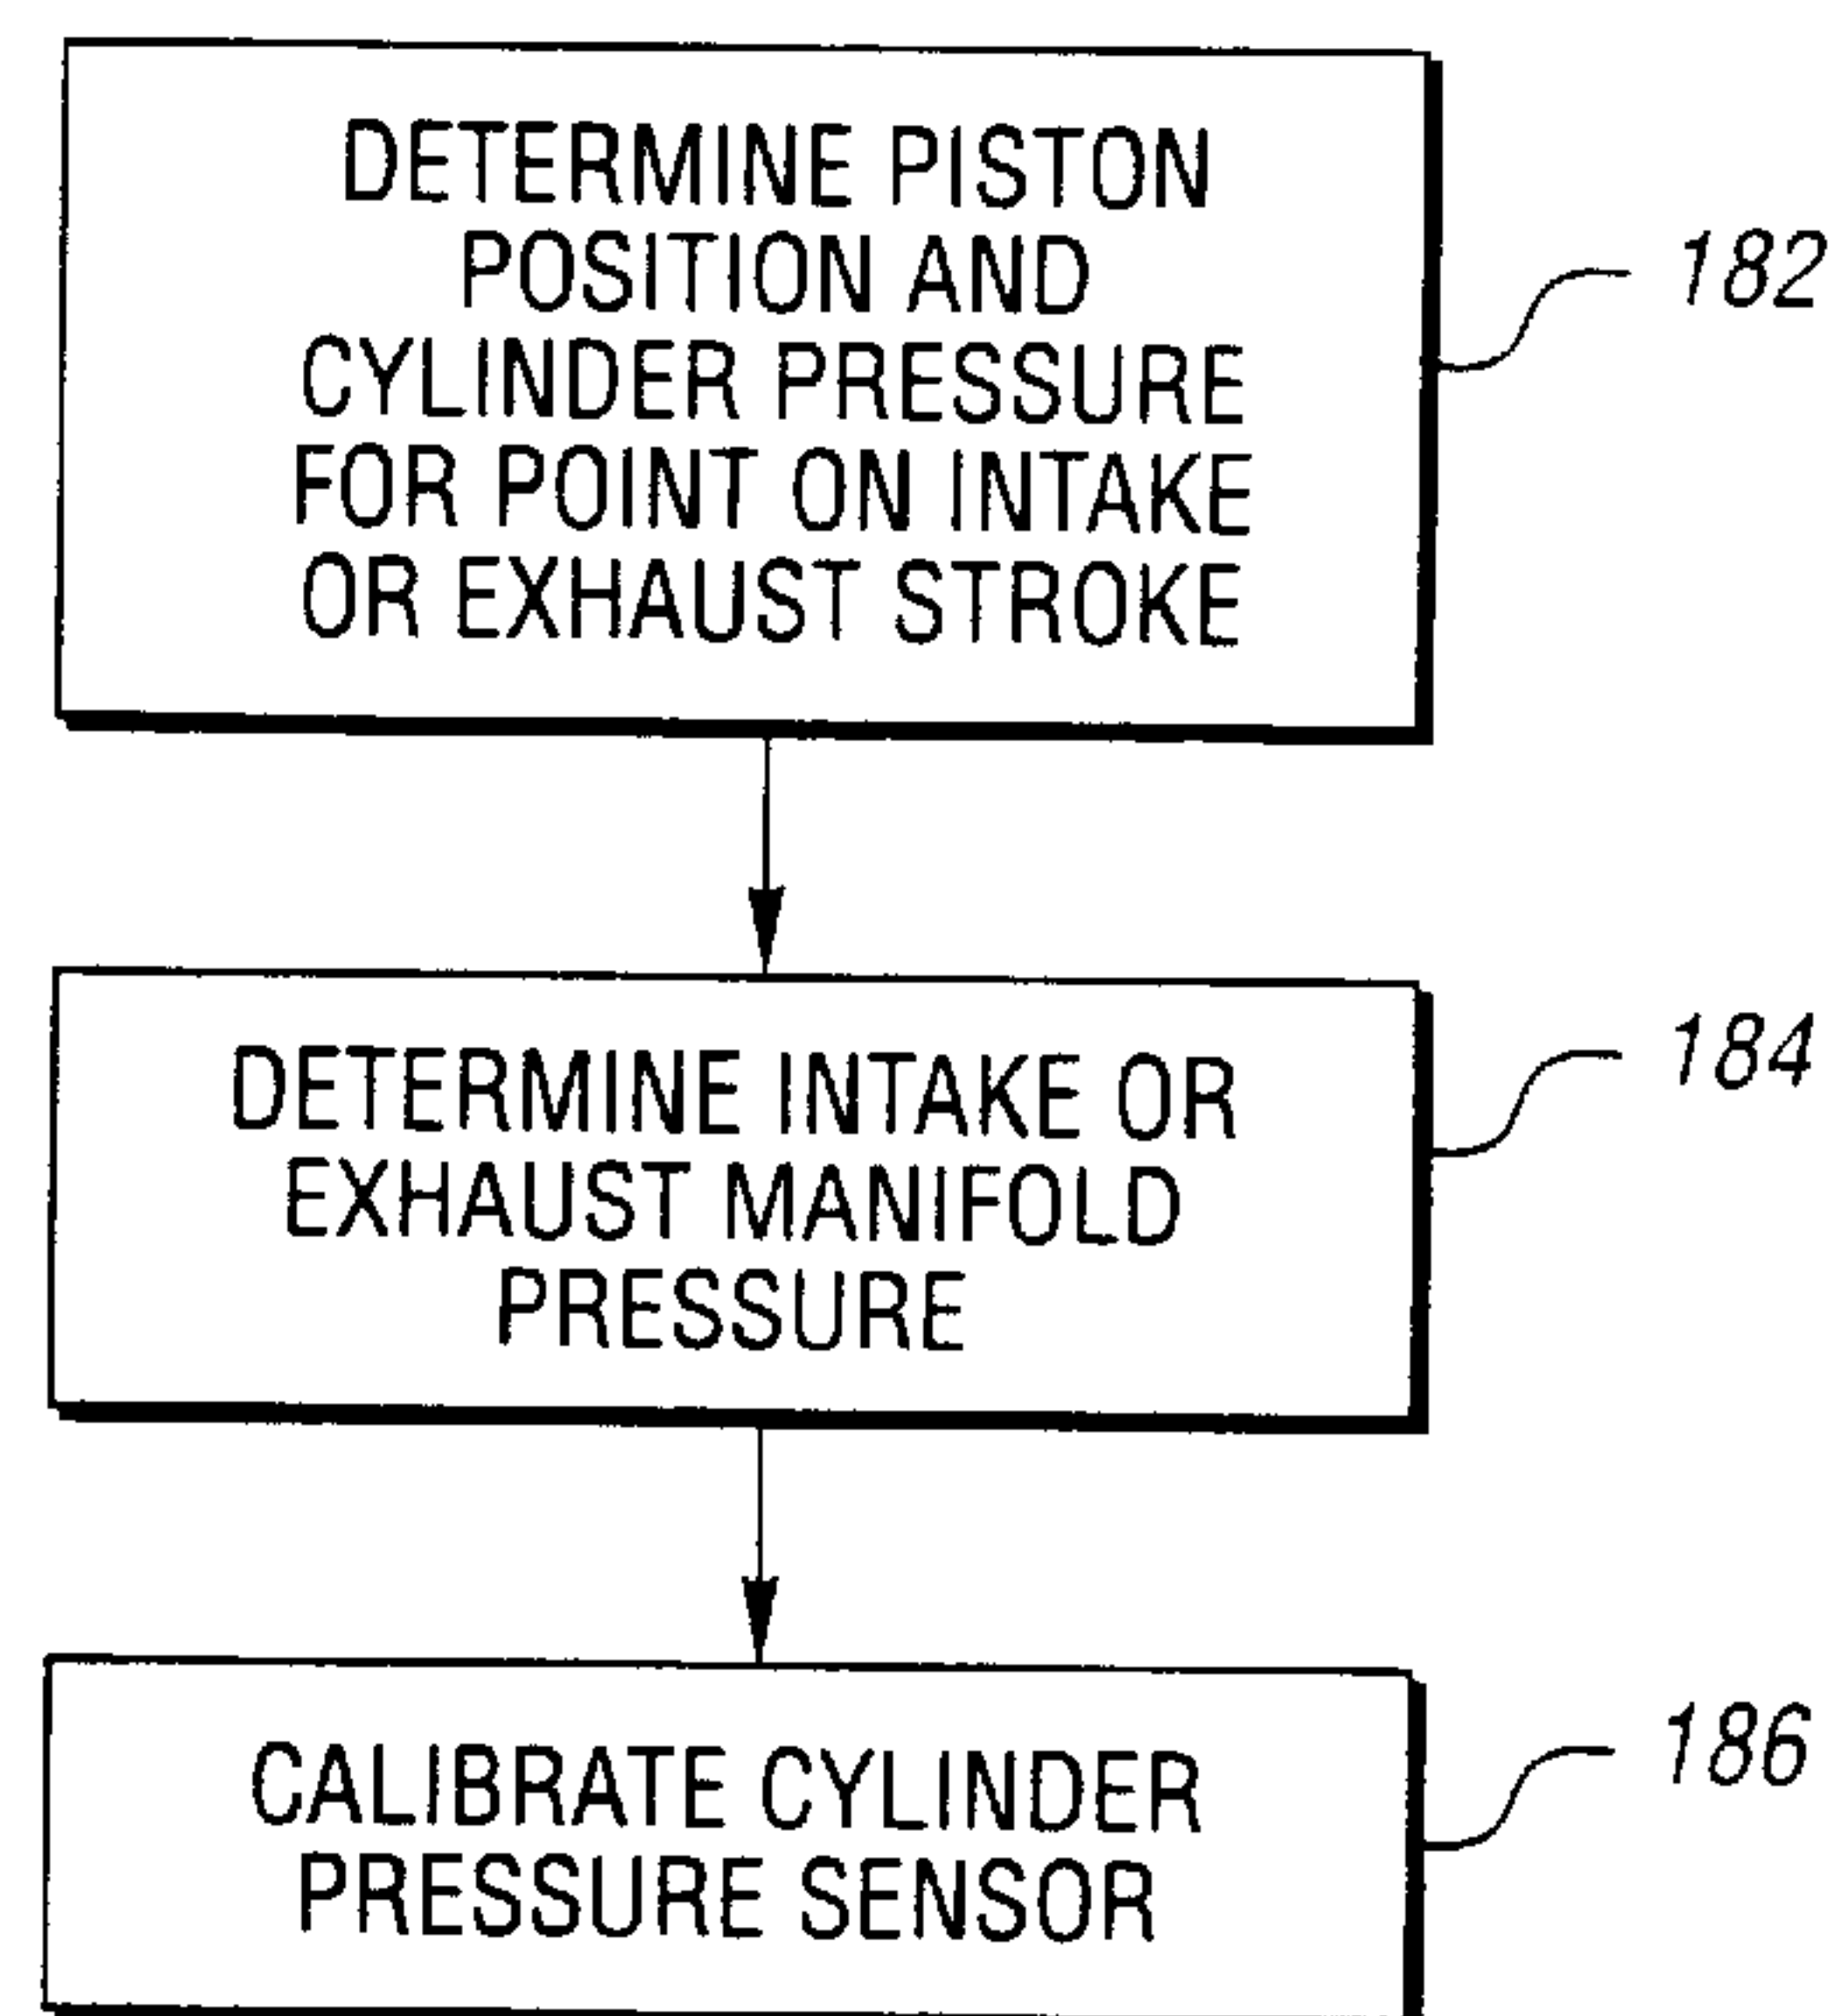 DETERMINE PISTON
POSITION AND
CYLINDER PRESSURE
FOR POINT ON INTAKE
OR EXHAUST STROKE
182
DETERMINE INTAKE OR
EXHAUST MANIFOLD
PRESSURE
184
CALIBRATE CYLINDER
PRESSURE SENSOR
186